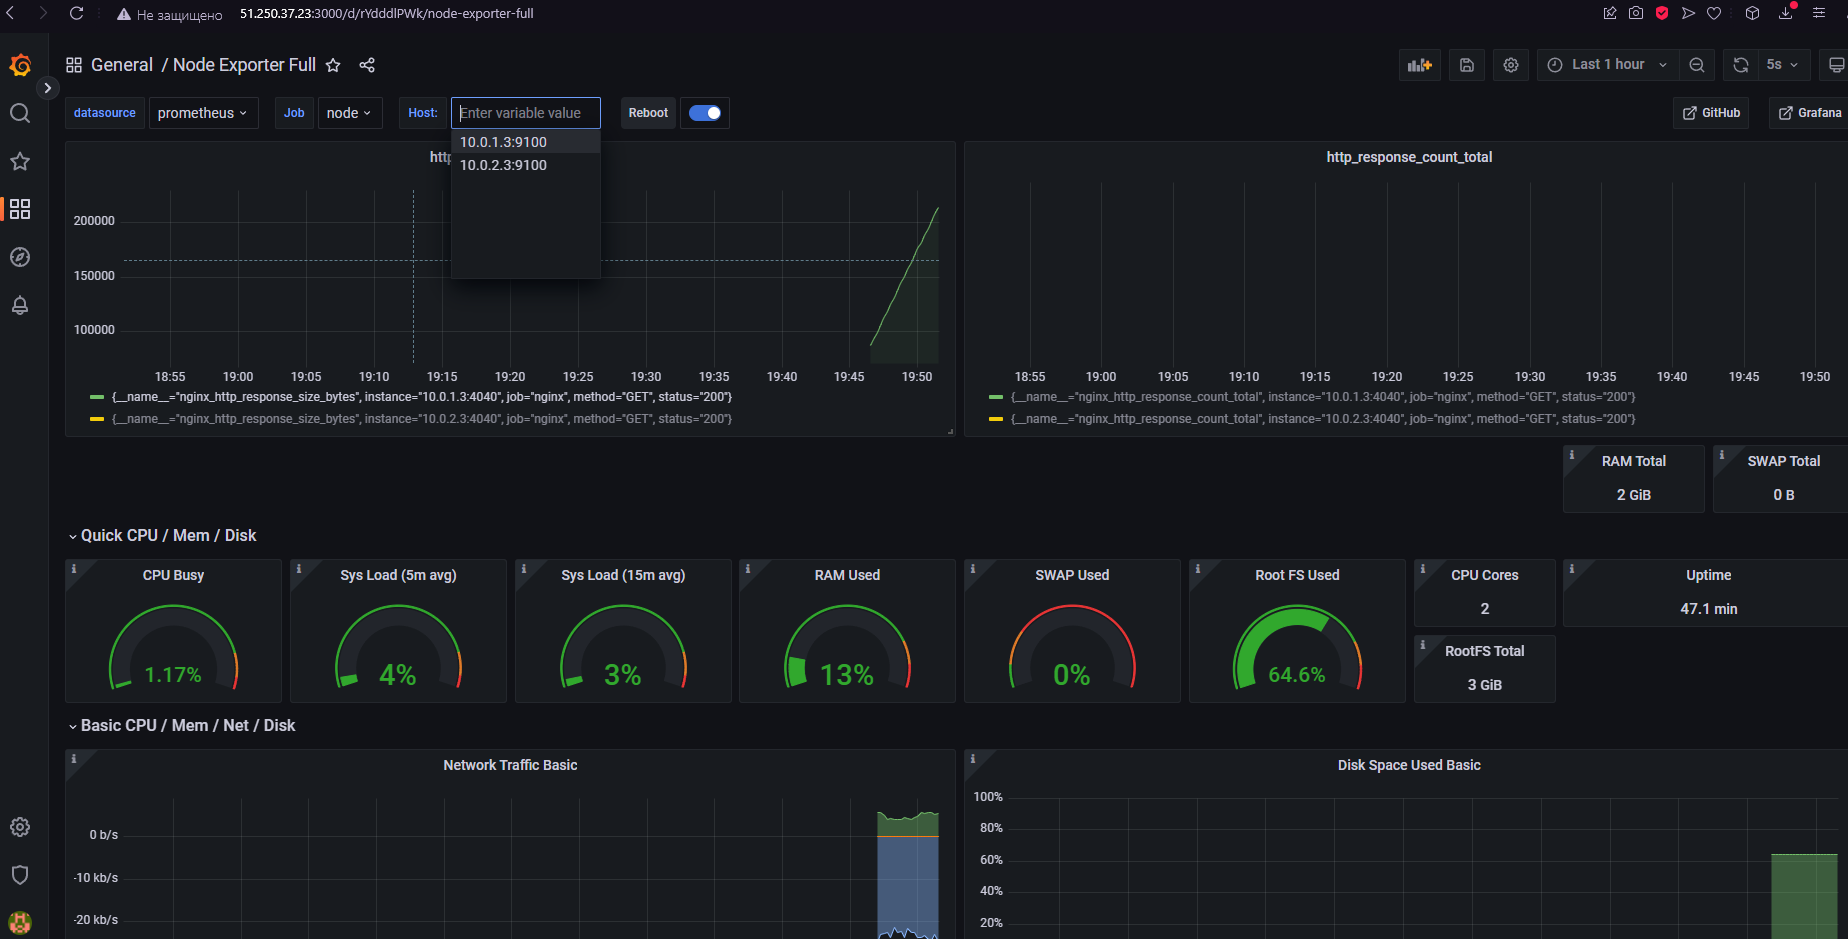 Не защищено 51.250.37.23:3000/d/rYdddlPWk/node-exporter-full
General / Node Exporter Full
Last 1 hour 5s
datasource prometheus Job node Host: Enter variable value Reboot GitHub Grafana
10.0.1.3:9100
10.0.2.3:9100
http_response_count_total
200000
150000
100000
18:55 19:00 19:05 19:10 19:15 19:20 19:25 19:30 19:35 19:40 19:45 19:50
{__name__="nginx_http_response_size_bytes", instance="10.0.1.3:4040", job="nginx", method="GET", status="200"}
{__name__="nginx_http_response_size_bytes", instance="10.0.2.3:4040", job="nginx", method="GET", status="200"}
18:55 19:00 19:05 19:10 19:15 19:20 19:25 19:30 19:35 19:40 19:45 19:50
{__name__="nginx_http_response_count_total", instance="10.0.1.3:4040", job="nginx", method="GET", status="200"}
{__name__="nginx_http_response_count_total", instance="10.0.2.3:4040", job="nginx", method="GET", status="200"}
RAM Total
2 GiB
SWAP Total
0 B
Quick CPU / Mem / Disk
CPU Busy
1.17%
Sys Load (5m avg)
4%
Sys Load (15m avg)
3%
RAM Used
13%
SWAP Used
0%
Root FS Used
64.6%
CPU Cores
2
Uptime
47.1 min
RootFS Total
3 GiB
Basic CPU / Mem / Net / Disk
Network Traffic Basic
0 b/s
-10 kb/s
-20 kb/s
Disk Space Used Basic
100%
80%
60%
40%
20%